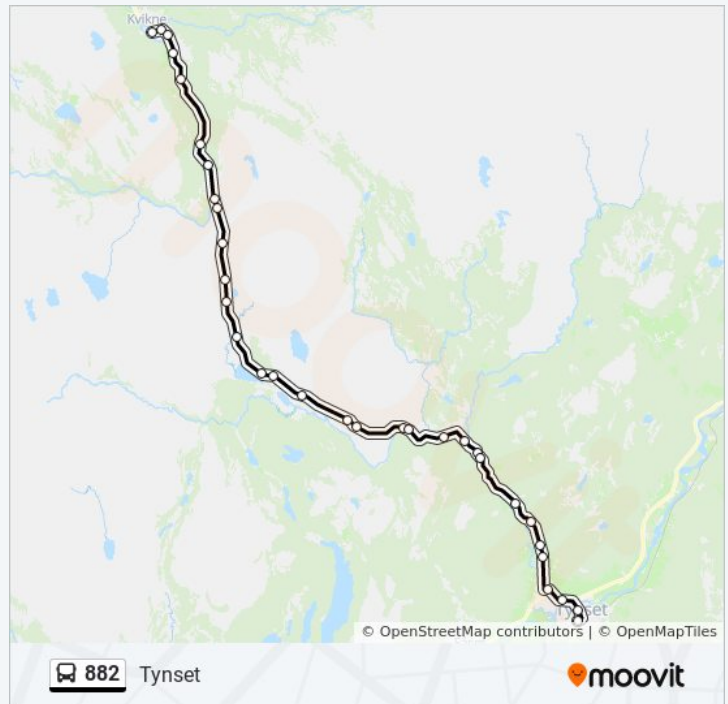 Kvikne
Tynset
© OpenStreetMap contributors | © OpenMapTiles
882 Tynset
moovit